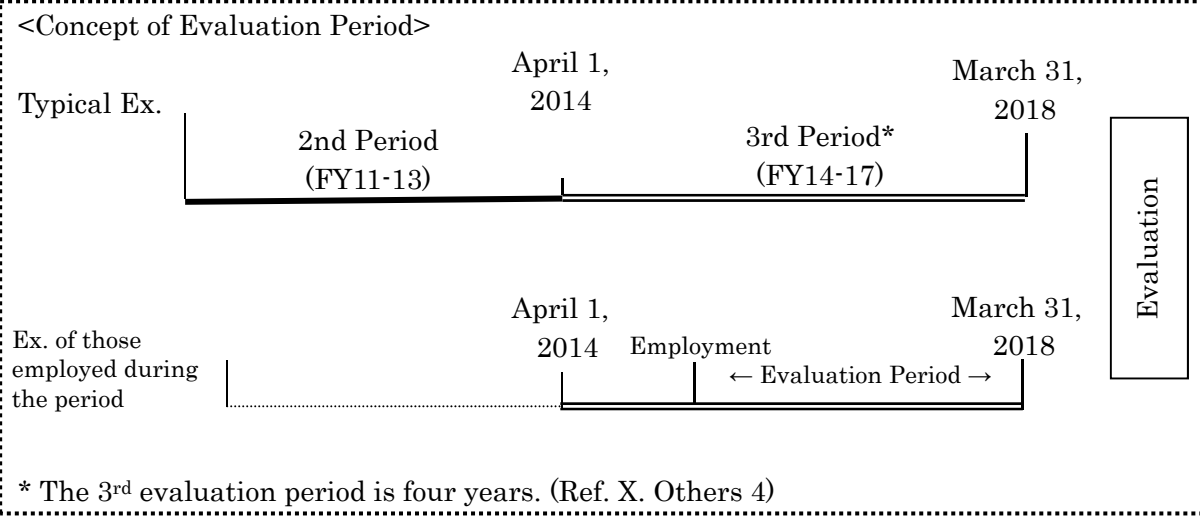 <Concept of Evaluation Period>
April 1,
2014
March 31,
2018
Typical Ex.
2nd Period
(FY11-13)
3rd Period*
(FY14-17)
Evaluation
April 1,
2014
Employment
March 31,
2018
← Evaluation Period →
Ex. of those
employed during
the period
* The 3rd evaluation period is four years. (Ref. X. Others 4)